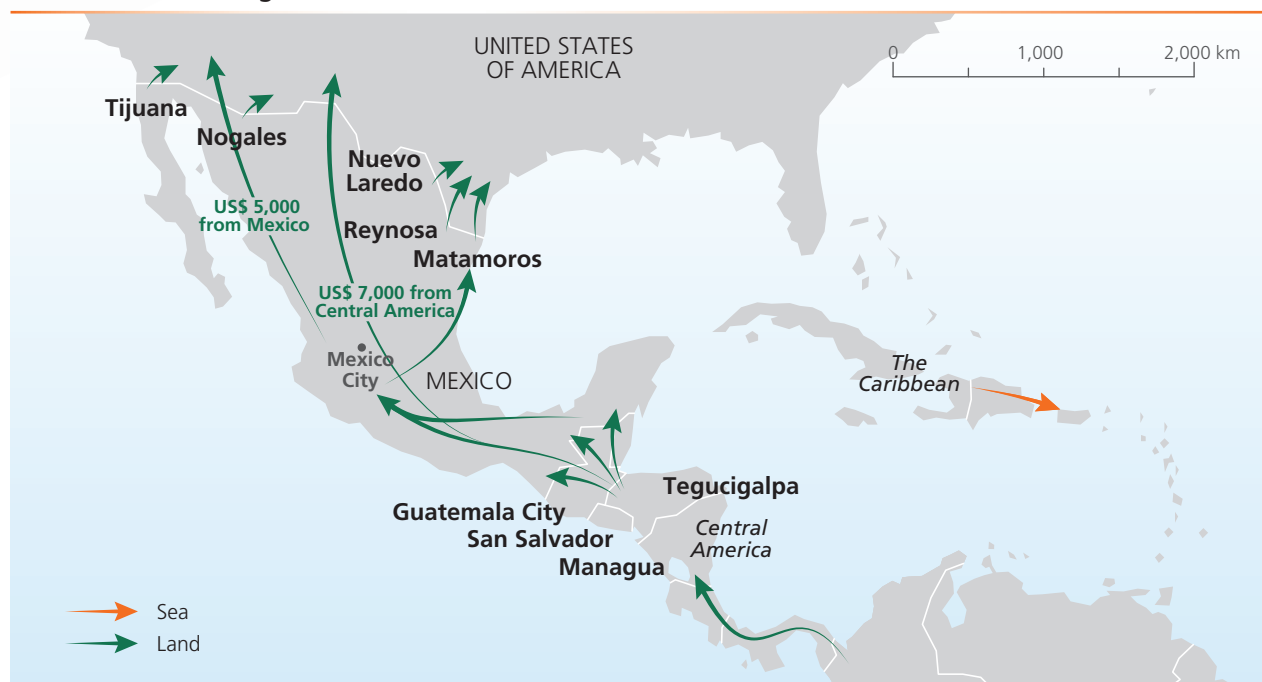 UNITED STATES
OF AMERICA
0
1,000
2,000 km
Tijuana
Nogales
Nuevo
Laredo
US$ 5,000
from Mexico
Reynosa
Matamoros
US$ 7,000 from
Central America
Mexico
City
MEXICO
The
Caribbean
Tegucigalpa
Guatemala City
San Salvador
Central
America
Managua
Sea
Land